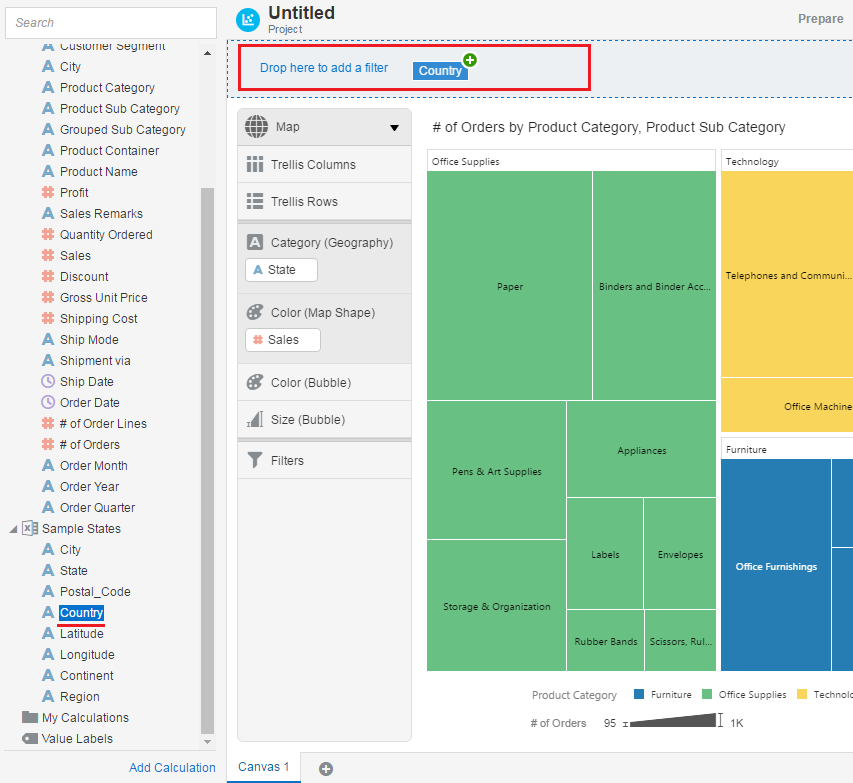 Search
Customer Segment
City
Product Category
Product Sub Category
Grouped Sub Category
Product Container
Product Name
Profit
Sales Remarks
Quantity Ordered
Sales
Discount
Gross Unit Price
Shipping Cost
Ship Mode
Shipment via
Ship Date
Order Date
# of Order Lines
# of Orders
Order Month
Order Year
Order Quarter
Sample States
City
State
Postal_Code
Country
Latitude
Longitude
Continent
Region
My Calculations
Value Labels
Add Calculation
Untitled
Project
Prepare
Drop here to add a filter
Country
Map
Trellis Columns
Trellis Rows
Category (Geography)
A State
Color (Map Shape)
# Sales
Color (Bubble)
Size (Bubble)
Filters
# of Orders by Product Category, Product Sub Category
Office Supplies
Technology
Paper
Binders and Binder Acc...
Telephones and Communi...
Office Machine
Pens & Art Supplies
Appliances
Furniture
Labels
Envelopes
Office Furnishings
Storage & Organization
Rubber Bands
Scissors, Rul...
Product Category
Furniture
Office Supplies
Technolo
# of Orders
95
1K
Canvas 1